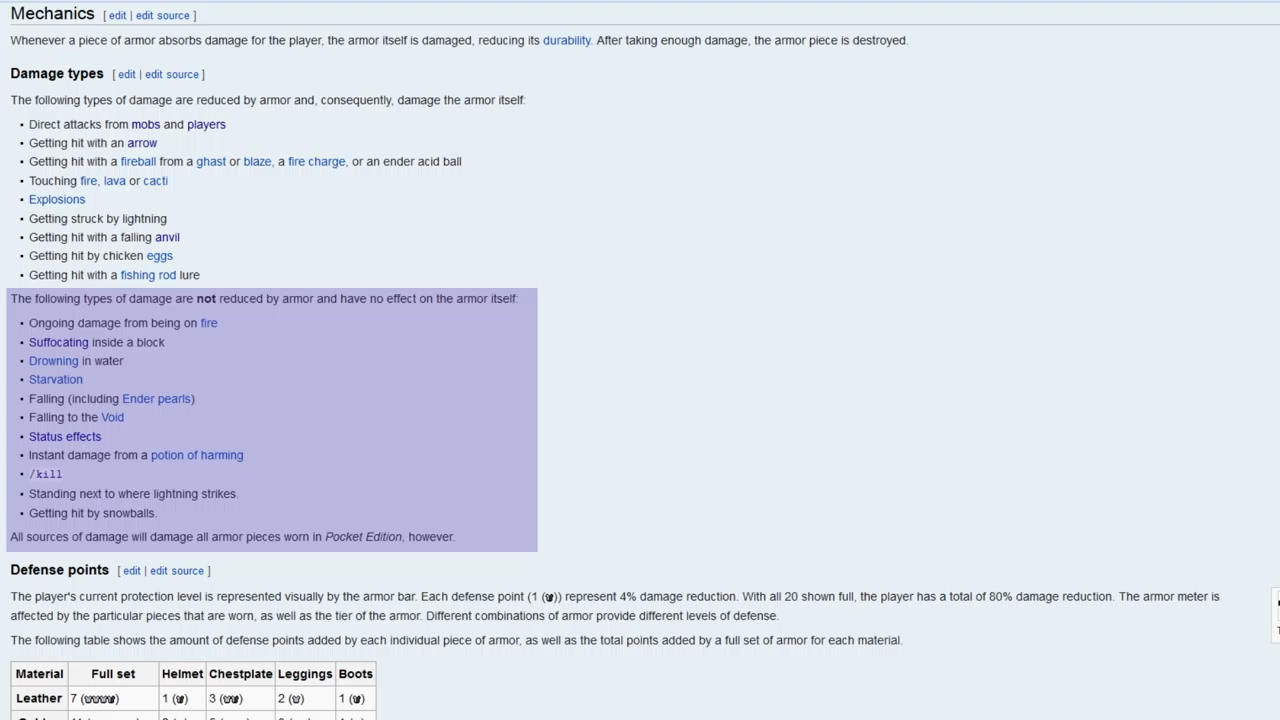 Mechanics [ edit | edit source ]
Whenever a piece of armor absorbs damage for the player, the armor itself is damaged, reducing its durability. After taking enough damage, the armor piece is destroyed.
Damage types [ edit | edit source ]
The following types of damage are reduced by armor and, consequently, damage the armor itself:
• Direct attacks from mobs and players
• Getting hit with an arrow
• Getting hit with a fireball from a ghast or blaze, a fire charge, or an ender acid ball
• Touching fire, lava or cacti
• Explosions
• Getting struck by lightning
• Getting hit with a falling anvil
• Getting hit by chicken eggs
• Getting hit with a fishing rod lure
The following types of damage are not reduced by armor and have no effect on the armor itself:
• Ongoing damage from being on fire
• Suffocating inside a block
• Drowning in water
• Starvation
• Falling (including Ender pearls)
• Falling to the Void
• Status effects
• Instant damage from a potion of harming
• /kill
• Standing next to where lightning strikes.
• Getting hit by snowballs.
All sources of damage will damage all armor pieces worn in Pocket Edition, however.
Defense points [ edit | edit source ]
The player's current protection level is represented visually by the armor bar. Each defense point (1 ()) represent 4% damage reduction. With all 20 shown full, the player has a total of 80% damage reduction. The armor meter is
affected by the particular pieces that are worn, as well as the tier of the armor. Different combinations of armor provide different levels of defense.
The following table shows the amount of defense points added by each individual piece of armor, as well as the total points added by a full set of armor for each material.
Material Full set Helmet Chestplate Leggings Boots
Leather 7 () 1 () 3 () 2 () 1 ()